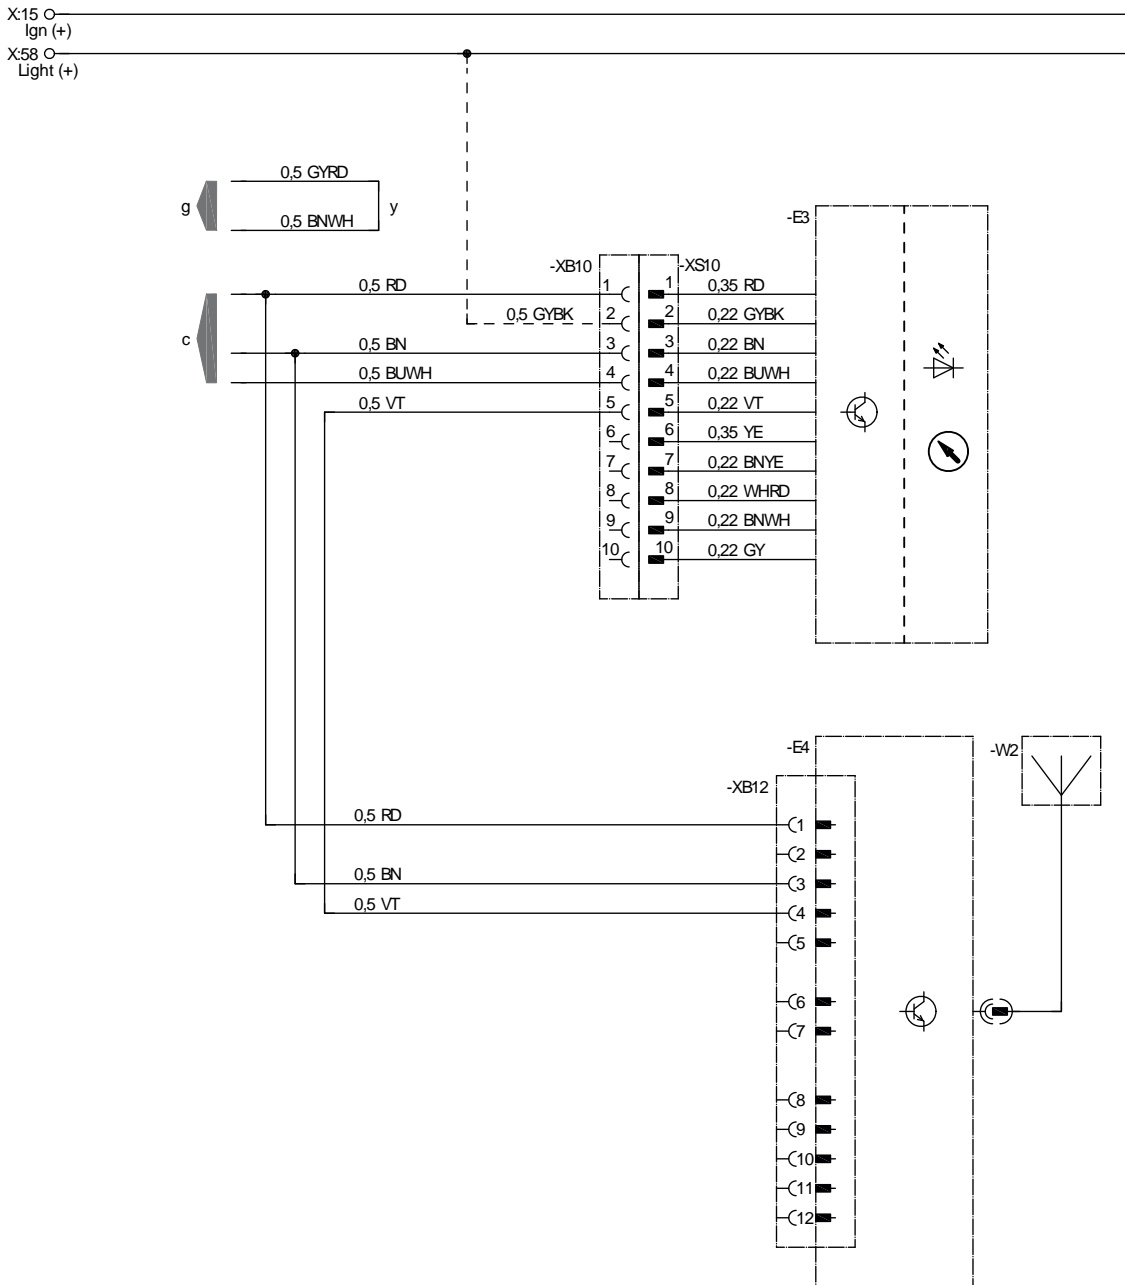 X:15
Ign (+)
X:58
Light (+)
0,5 GYRD
g
y
0,5 BNWH
-E3
-XB10
-XS10
0,5 RD
1
1
0,35 RD
0,5 GYBK
2
2
0,22 GYBK
c
0,5 BN
3
3
0,22 BN
0,5 BUWH
4
4
0,22 BUWH
0,5 VT
5
5
0,22 VT
6
6
0,35 YE
7
7
0,22 BNYE
8
8
0,22 WHRD
9
9
0,22 BNWH
10
10
0,22 GY
-E4
-W2
-XB12
0,5 RD
1
2
0,5 BN
3
0,5 VT
4
5
6
7
8
9
10
11
12